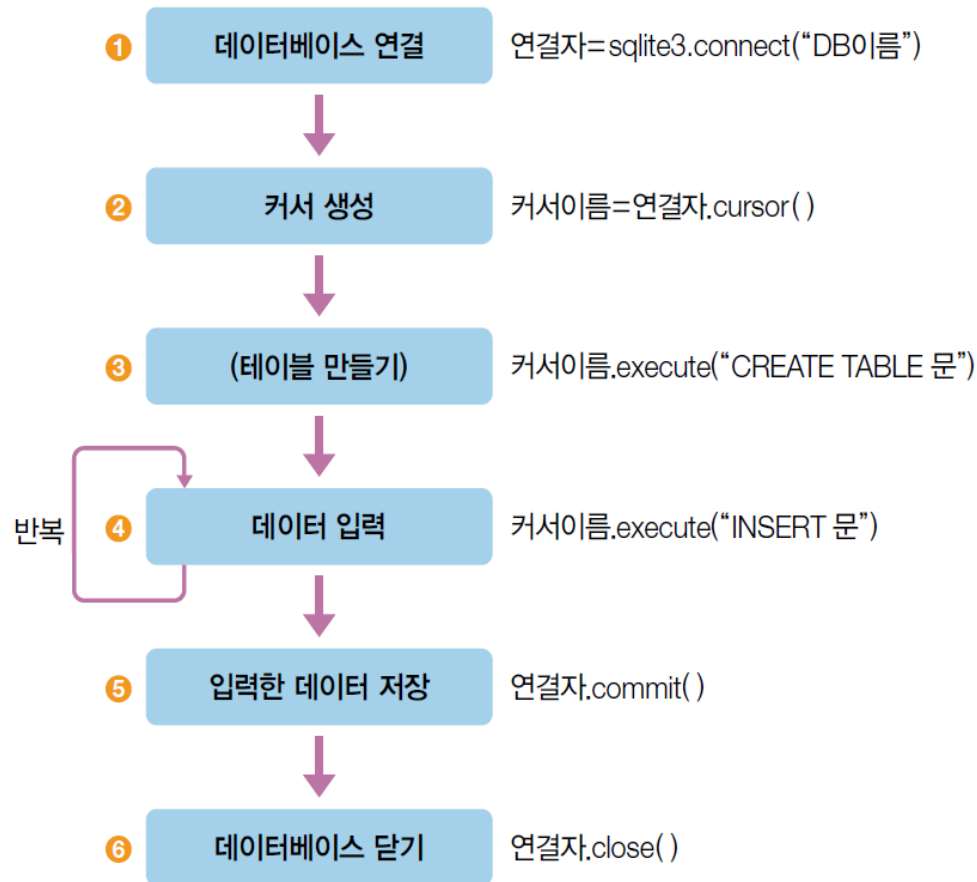 1 데이터베이스 연결 연결자=sqlite3.connect(“DB이름”)
2 커서 생성 커서이름=연결자.cursor( )
3 (테이블 만들기) 커서이름.execute(“CREATE TABLE 문”)
반복 4 데이터 입력 커서이름.execute(“INSERT 문”)
5 입력한 데이터 저장 연결자.commit( )
6 데이터베이스 닫기 연결자.close( )